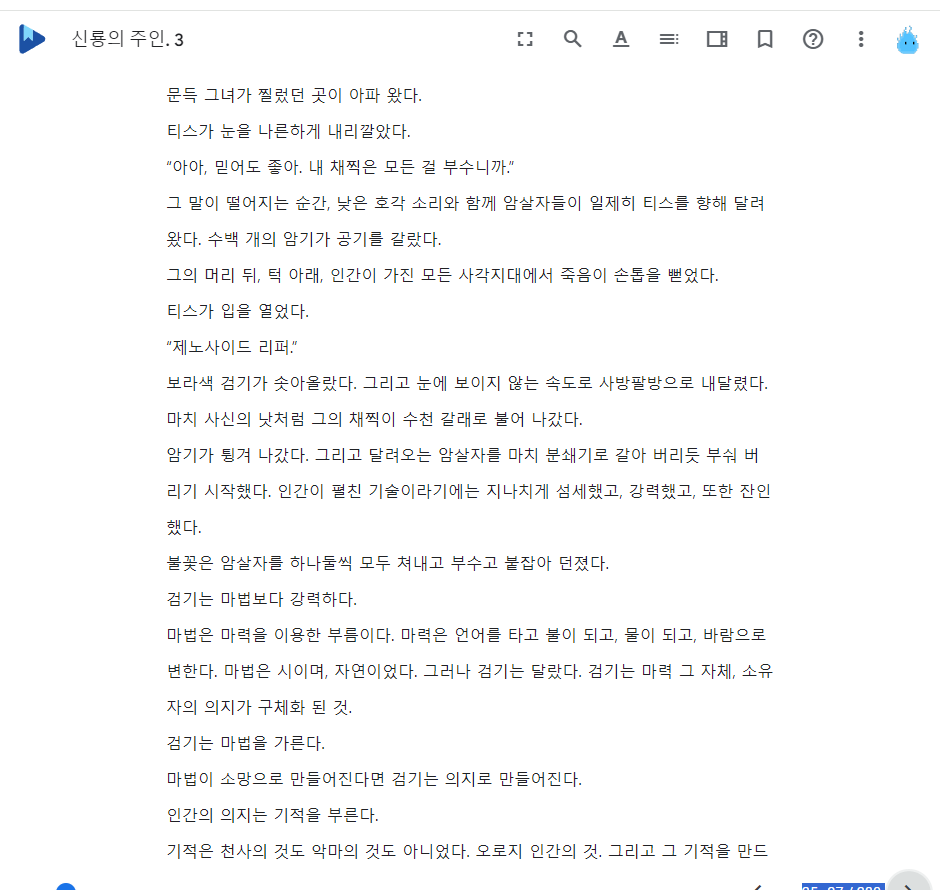 신룡의 주인. 3
문득 그녀가 찔렀던 곳이 아파 왔다.
티스가 눈을 나른하게 내리깔았다.
“아아, 믿어도 좋아. 내 채찍은 모든 걸 부수니까.”
그 말이 떨어지는 순간, 낮은 호각 소리와 함께 암살자들이 일제히 티스를 향해 달려
왔다. 수백 개의 암기가 공기를 갈랐다.
그의 머리 뒤, 턱 아래, 인간이 가진 모든 사각지대에서 죽음이 손톱을 뻗었다.
티스가 입을 열었다.
“제노사이드 리퍼.”
보라색 검기가 솟아올랐다. 그리고 눈에 보이지 않는 속도로 사방팔방으로 내달렸다.
마치 사신의 낫처럼 그의 채찍이 수천 갈래로 불어 나갔다.
암기가 튕겨 나갔다. 그리고 달려오는 암살자를 마치 분쇄기로 갈아 버리듯 부숴 버
리기 시작했다. 인간이 펼친 기술이라기에는 지나치게 섬세했고, 강력했고, 또한 잔인
했다.
불꽃은 암살자를 하나둘씩 모두 쳐내고 부수고 붙잡아 던졌다.
검기는 마법보다 강력하다.
마법은 마력을 이용한 부름이다. 마력은 언어를 타고 불이 되고, 물이 되고, 바람으로
변한다. 마법은 시이며, 자연이었다. 그러나 검기는 달랐다. 검기는 마력 그 자체, 소유
자의 의지가 구체화 된 것.
검기는 마법을 가른다.
마법이 소망으로 만들어진다면 검기는 의지로 만들어진다.
인간의 의지는 기적을 부른다.
기적은 천사의 것도 악마의 것도 아니었다. 오로지 인간의 것. 그리고 그 기적을 만드